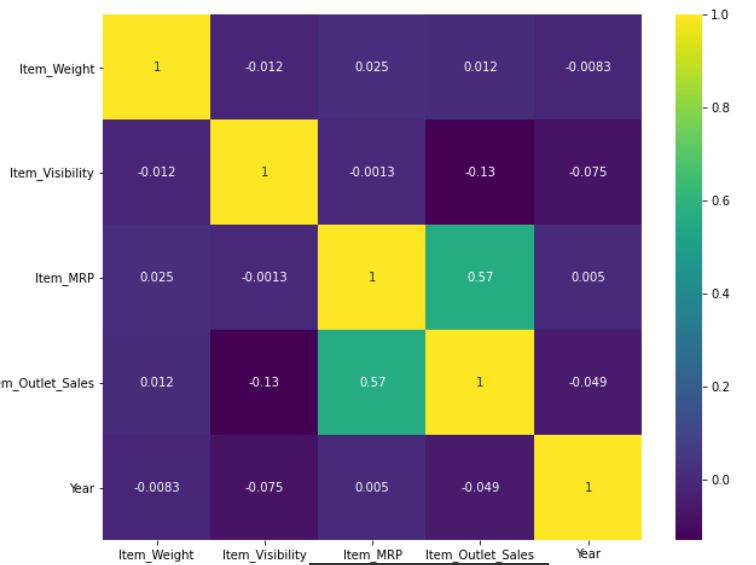 1.0
Item_Weight 1 -0.012 0.025 0.012 -0.0083
0.8
Item_Visibility -0.012 1 -0.0013 -0.13 -0.075
0.6
Item_MRP 0.025 -0.0013 1 0.57 0.005
0.4
em_Outlet_Sales 0.012 -0.13 0.57 1 -0.049
0.2
0.0
Year -0.0083 -0.075 0.005 -0.049 1
Item_Weight Item_Visibility Item_MRP Item_Outlet_Sales Year